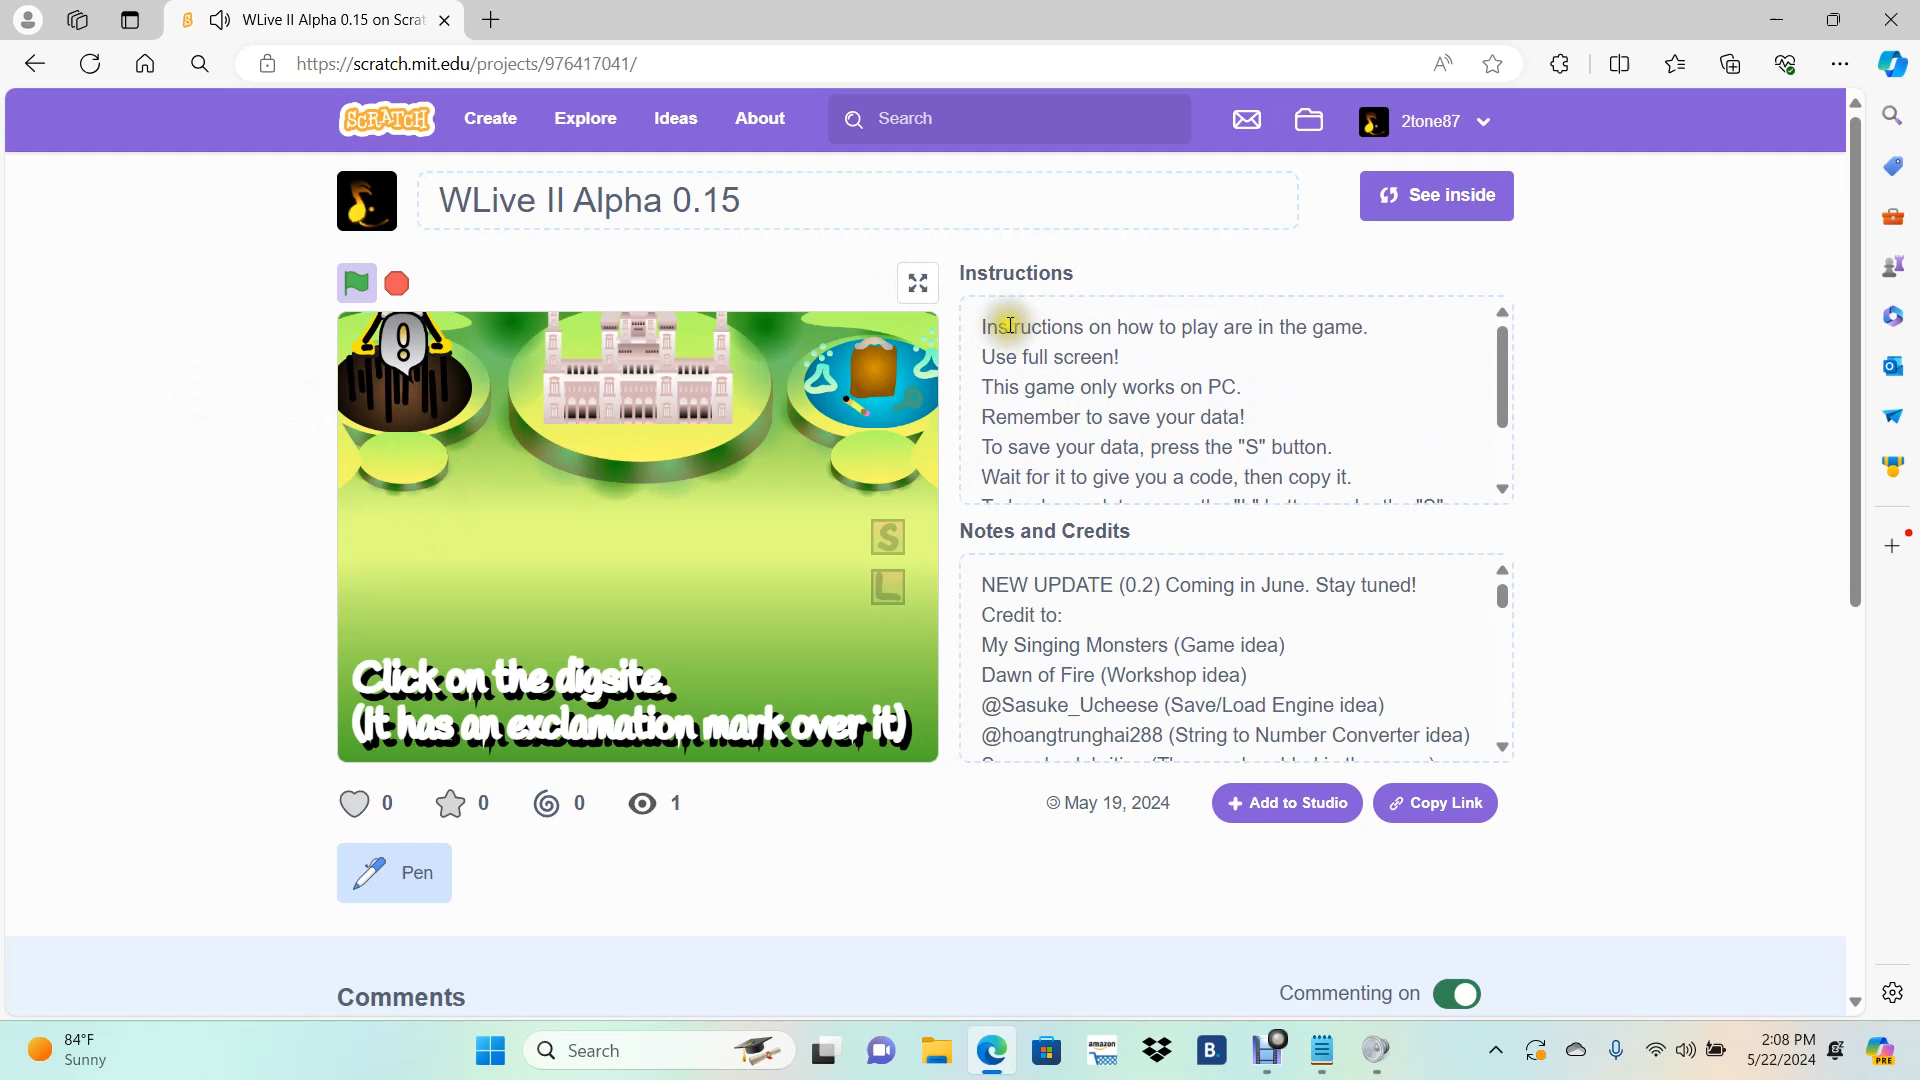 WLive II Alpha 0.15 on Scrat
https://scratch.mit.edu/projects/976417041/
SCRATCH
Create
Explore
Ideas
About
Search
2tone87
WLive II Alpha 0.15
See inside
Instructions
Instructions on how to play are in the game.
Use full screen!
This game only works on PC.
Remember to save your data!
To save your data, press the "S" button.
Wait for it to give you a code, then copy it.
!
S
L
Click on the digsite.
(It has an exclamation mark over it)
Notes and Credits
NEW UPDATE (0.2) Coming in June. Stay tuned!
Credit to:
My Singing Monsters (Game idea)
Dawn of Fire (Workshop idea)
@Sasuke_Ucheese (Save/Load Engine idea)
@hoangtrunghai288 (String to Number Converter idea)
0
0
0
1
© May 19, 2024
Add to Studio
Copy Link
Pen
Comments
Commenting on
84°F
Sunny
Search
amazon
B.
2:08 PM
5/22/2024
PRE